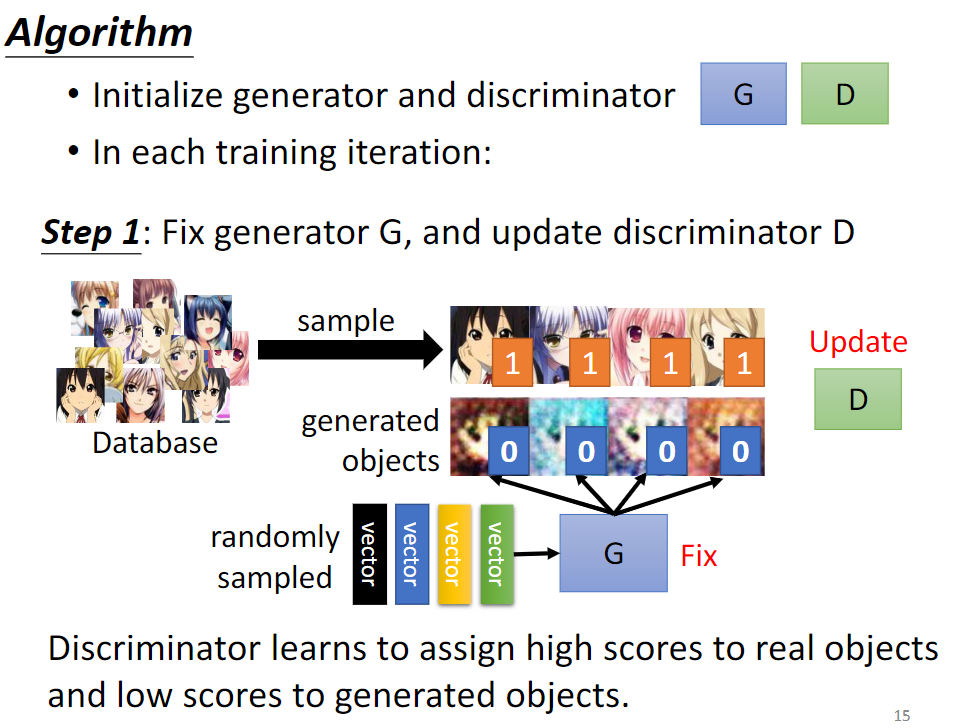 Algorithm
• Initialize generator and discriminator
G
D
• In each training iteration:
Step 1: Fix generator G, and update discriminator D
sample
1
1
1
1
Update
D
Database
generated
objects
0
0
0
0
randomly
sampled
vector
vector
vector
vector
G
Fix
Discriminator learns to assign high scores to real objects
and low scores to generated objects.
15